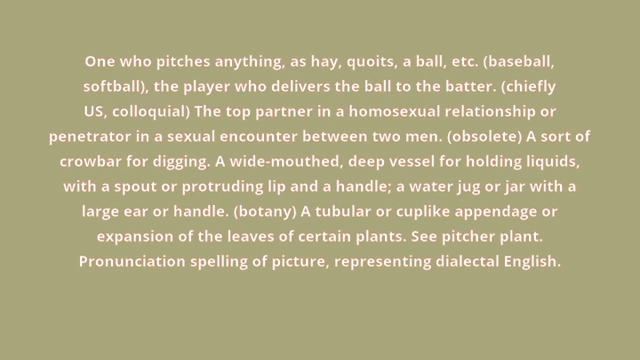 One who pitches anything, as hay, quoits, a ball, etc. (baseball,
softball), the player who delivers the ball to the batter. (chiefly
US, colloquial) The top partner in a homosexual relationship or
penetrator in a sexual encounter between two men. (obsolete) A sort of
crowbar for digging. A wide-mouthed, deep vessel for holding liquids,
with a spout or protruding lip and a handle; a water jug or jar with a
large ear or handle. (botany) A tubular or cuplike appendage or
expansion of the leaves of certain plants. See pitcher plant.
Pronunciation spelling of picture, representing dialectal English.